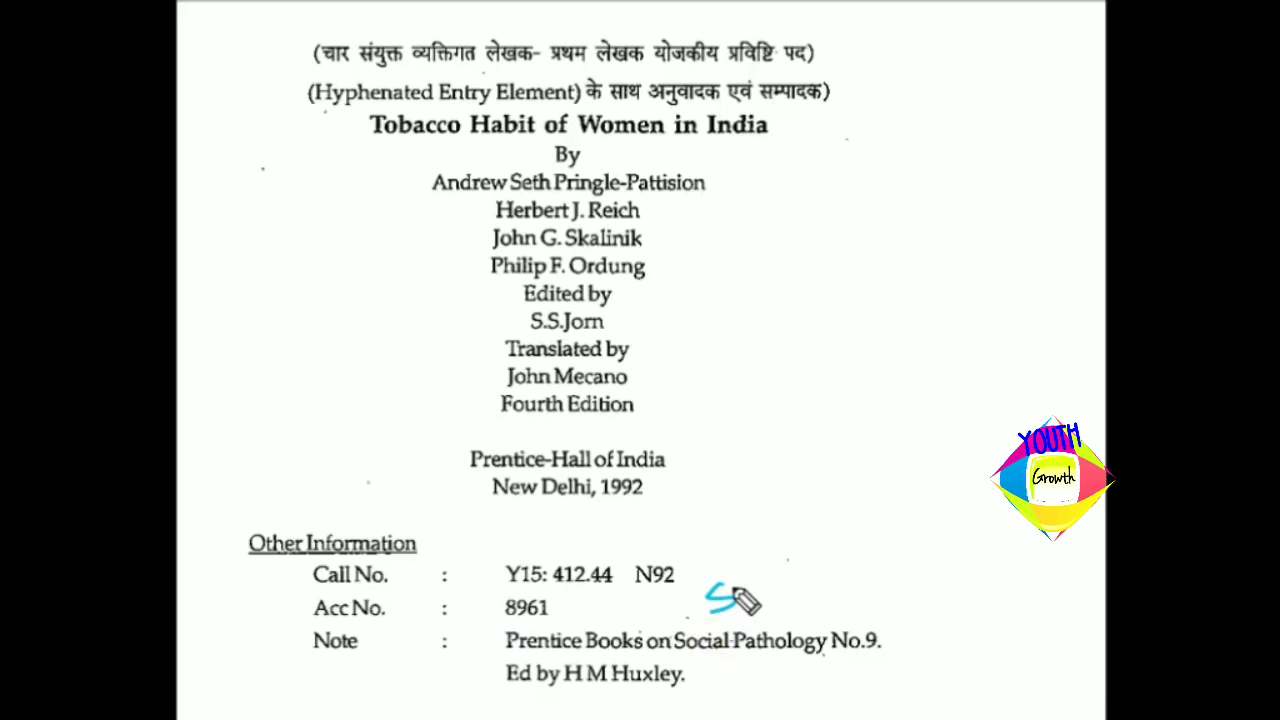 (चार संयुक्त व्यक्तिगत लेखक- प्रथम लेखक योजकीय प्रविष्टि पद)
(Hyphenated Entry Element) के साथ अनुवादक एवं सम्पादक)
Tobacco Habit of Women in India
By
Andrew Seth Pringle-Pattision
Herbert J. Reich
John G. Skalinik
Philip F. Ordung
Edited by
S.S.Jorn
Translated by
John Mecano
Fourth Edition
Prentice-Hall of India
New Delhi, 1992
YOUTH
Growth
Other Information
Call No. : Y15: 412.44 N92
S
Acc No. : 8961
Note : Prentice Books on Social Pathology No.9.
Ed by H M Huxley.